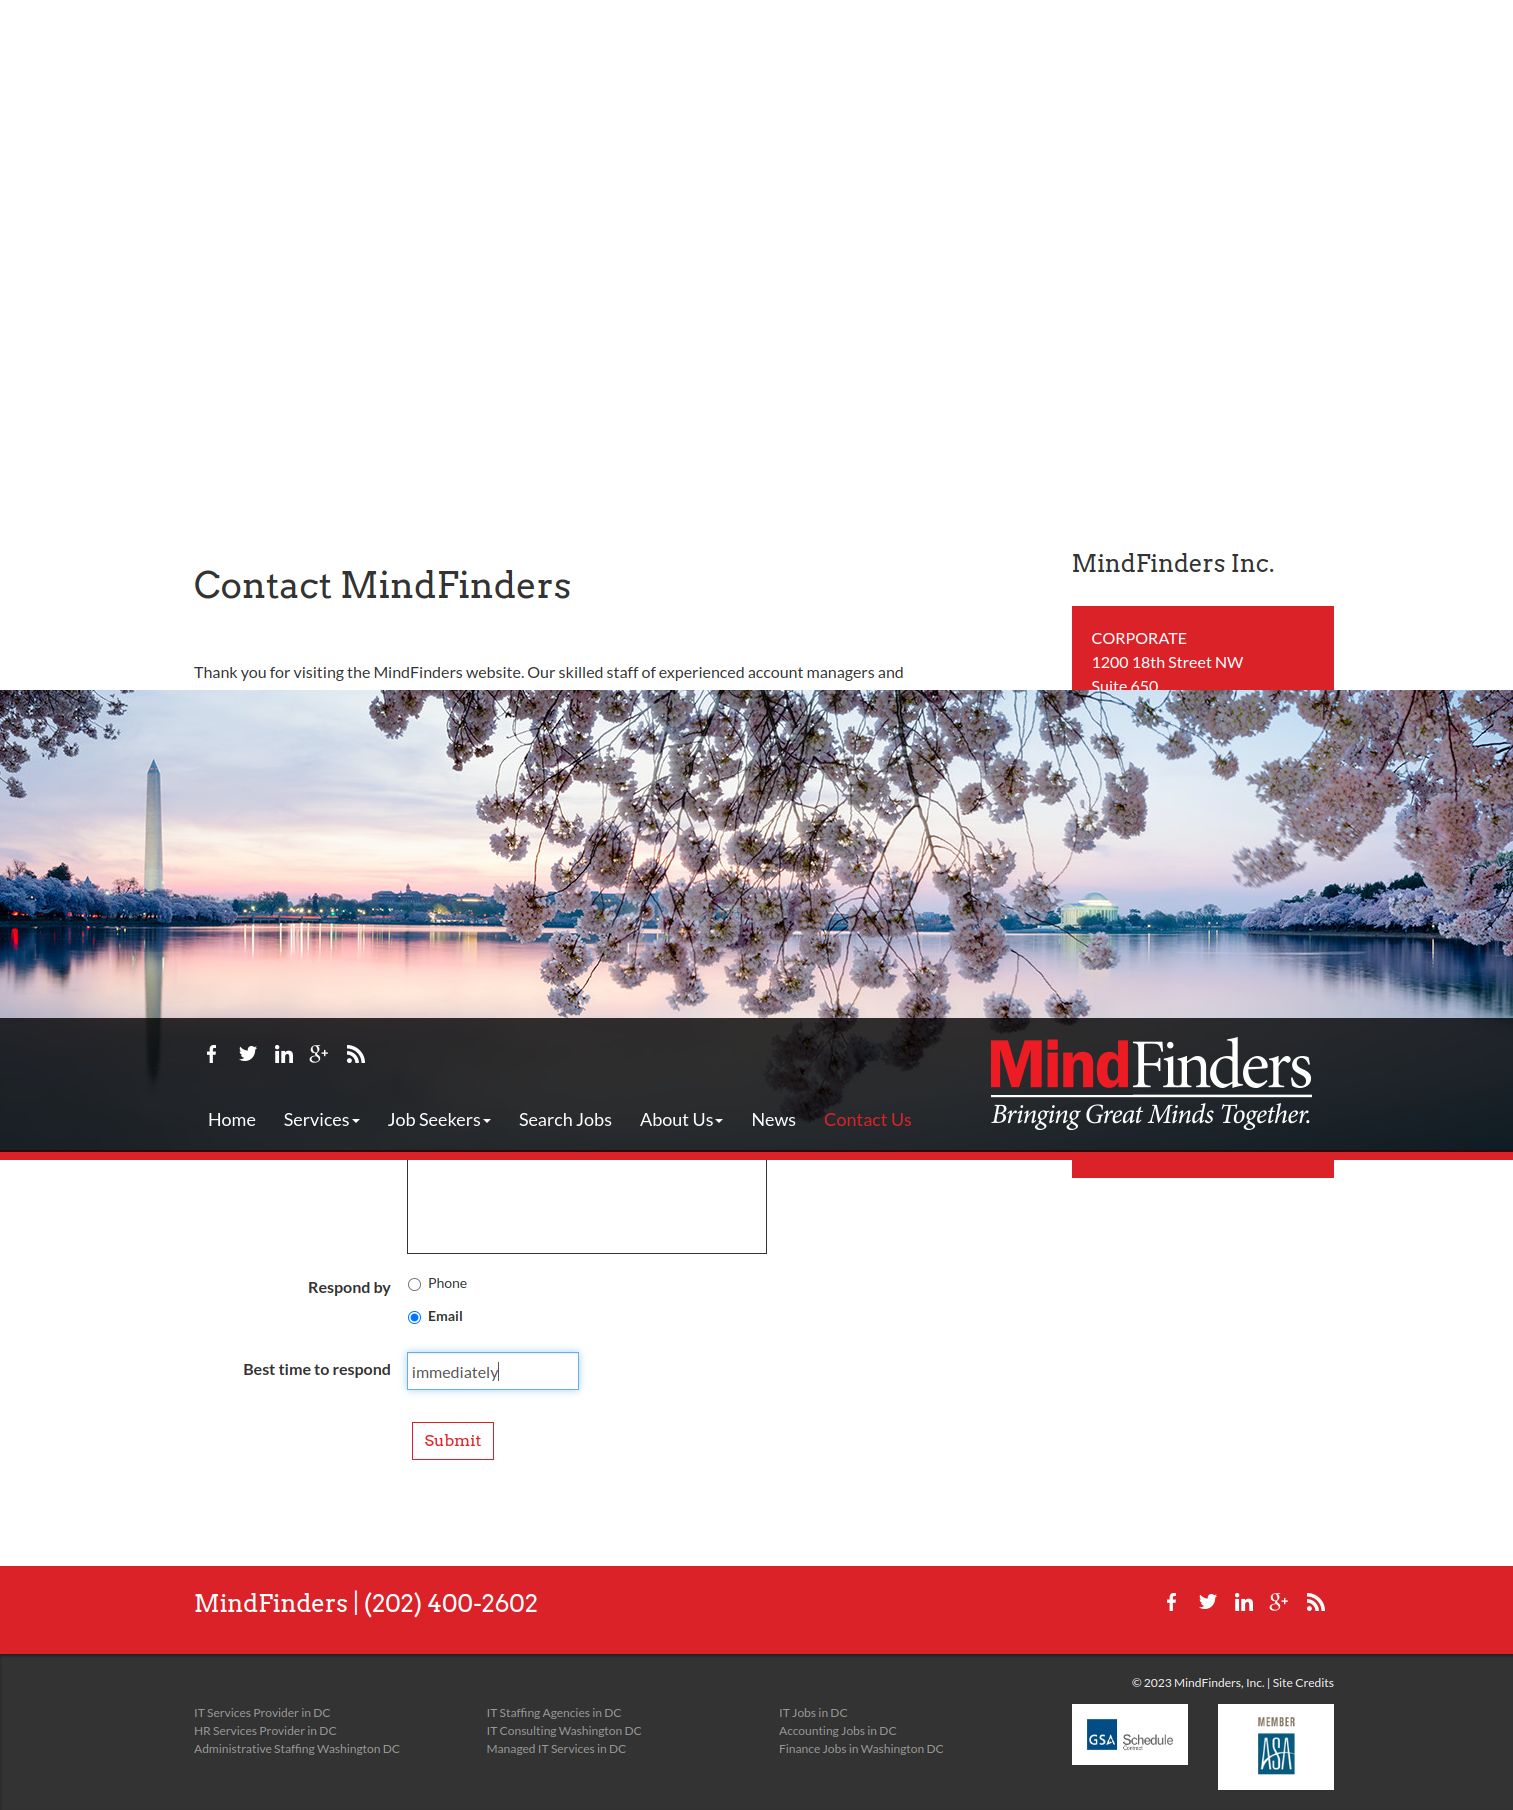 Contact MindFinders
MindFinders Inc.
Thank you for visiting the MindFinders website. Our skilled staff of experienced account managers and
CORPORATE
1200 18th Street NW
Suite 650
MindFinders
Bringing Great Minds Together.
Home Services Job Seekers Search Jobs About Us News Contact Us
Respond by
Phone
Email
Best time to respond
immediately
Submit
MindFinders | (202) 400-2602
© 2023 MindFinders, Inc. | Site Credits
IT Services Provider in DC
HR Services Provider in DC
Administrative Staffing Washington DC
IT Staffing Agencies in DC
IT Consulting Washington DC
Managed IT Services in DC
IT Jobs in DC
Accounting Jobs in DC
Finance Jobs in Washington DC
GSA Schedule
Contract
MEMBER
ASA